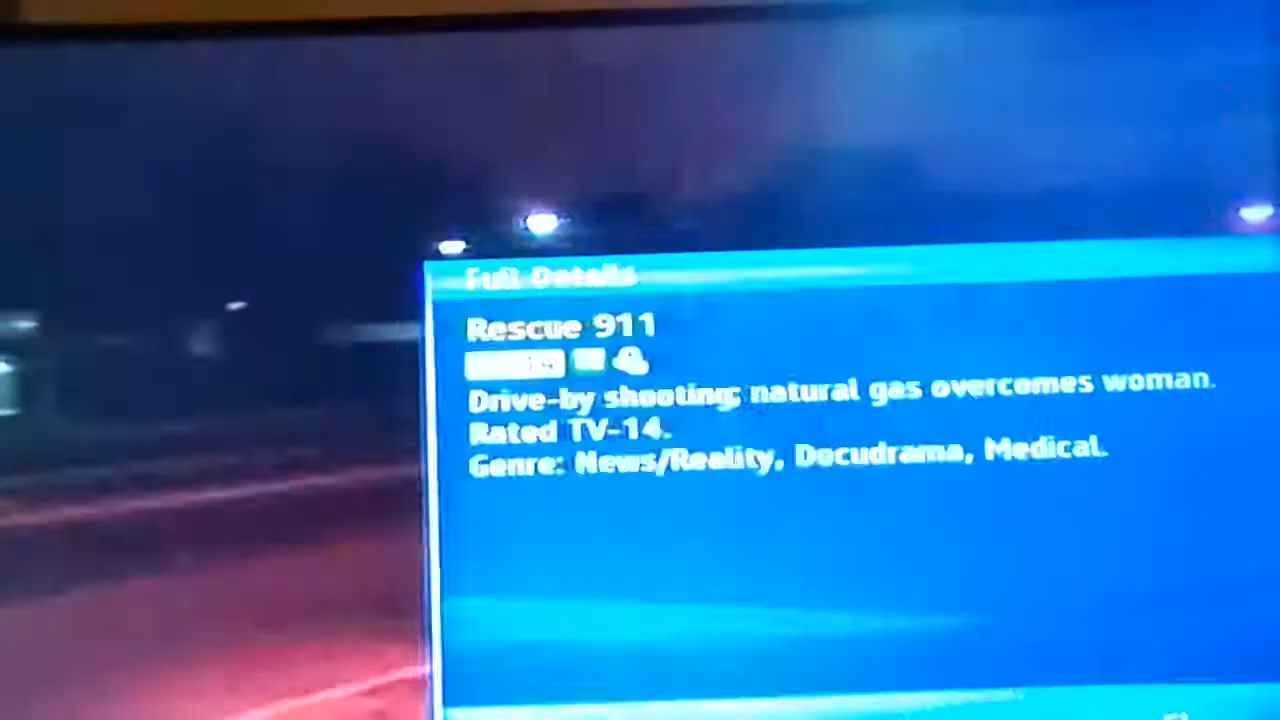 Full Details
Rescue 911
Drive-by shooting; natural gas overcomes woman.
Rated TV-14.
Genre: News/Reality, Docudrama, Medical.